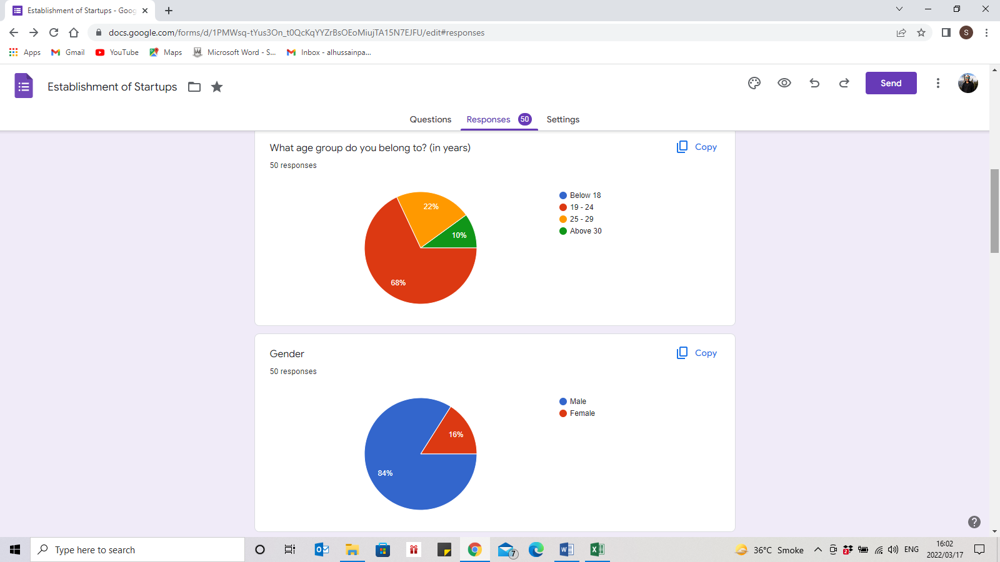 Establishment of Startups - Goog
docs.google.com/forms/d/1PMWsq-tYus3On_t0QcKqYYZrBsOEoMiujTA15N7EJFU/edit#responses
S
Apps
Gmail
YouTube
Maps
Microsoft Word - S...
Inbox - alhussainpa...
Establishment of Startups
Send
Questions
Responses 50
Settings
What age group do you belong to? (in years)
Copy
50 responses
22%
10%
68%
Below 18
19 - 24
25 - 29
Above 30
Gender
Copy
50 responses
16%
84%
Male
Female
Type here to search
7
36°C Smoke
2
ENG
16:02
2022/03/17